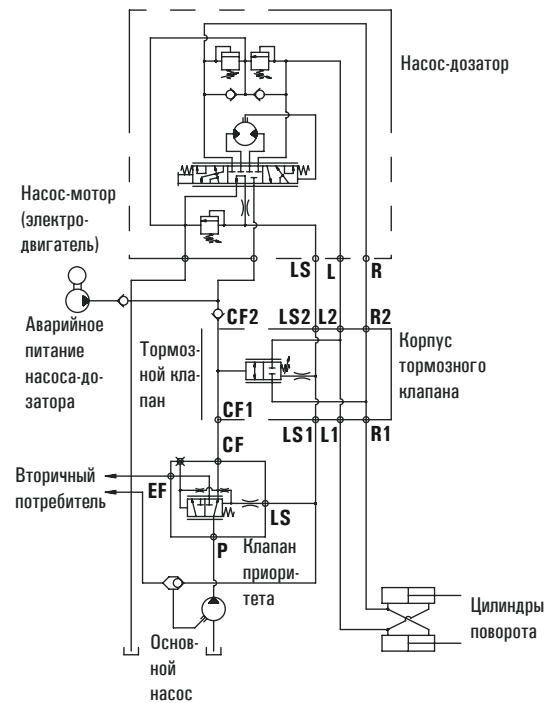 Насос-дозатор
Насос-мотор
(электро-
двигатель)
LS
L
R
Аварийное
питание
насоса-до-
затора
CF2
LS2
L2
R2
Тормоз-
ной кла-
пан
Корпус
тормозного
клапана
CF1
LS1
L1
R1
CF
Вторичный
потребитель
EF
LS
P
Клапан
приори-
тета
Цилиндры
поворота
Основ-
ной
насос